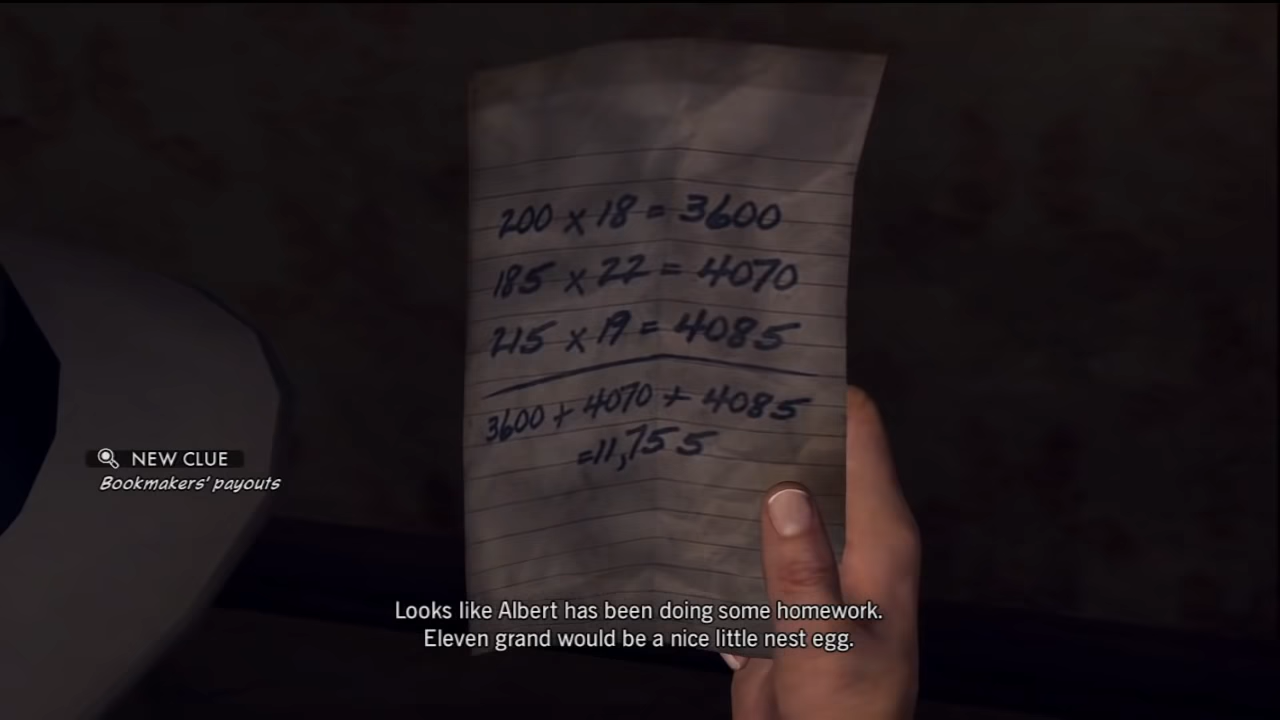 200 x 18 = 3600
185 x 22 = 4070
215 x 19 = 4085
3600 + 4070 + 4085
=11,755
NEW CLUE
Bookmakers' payouts
Looks like Albert has been doing some homework.
Eleven grand would be a nice little nest egg.